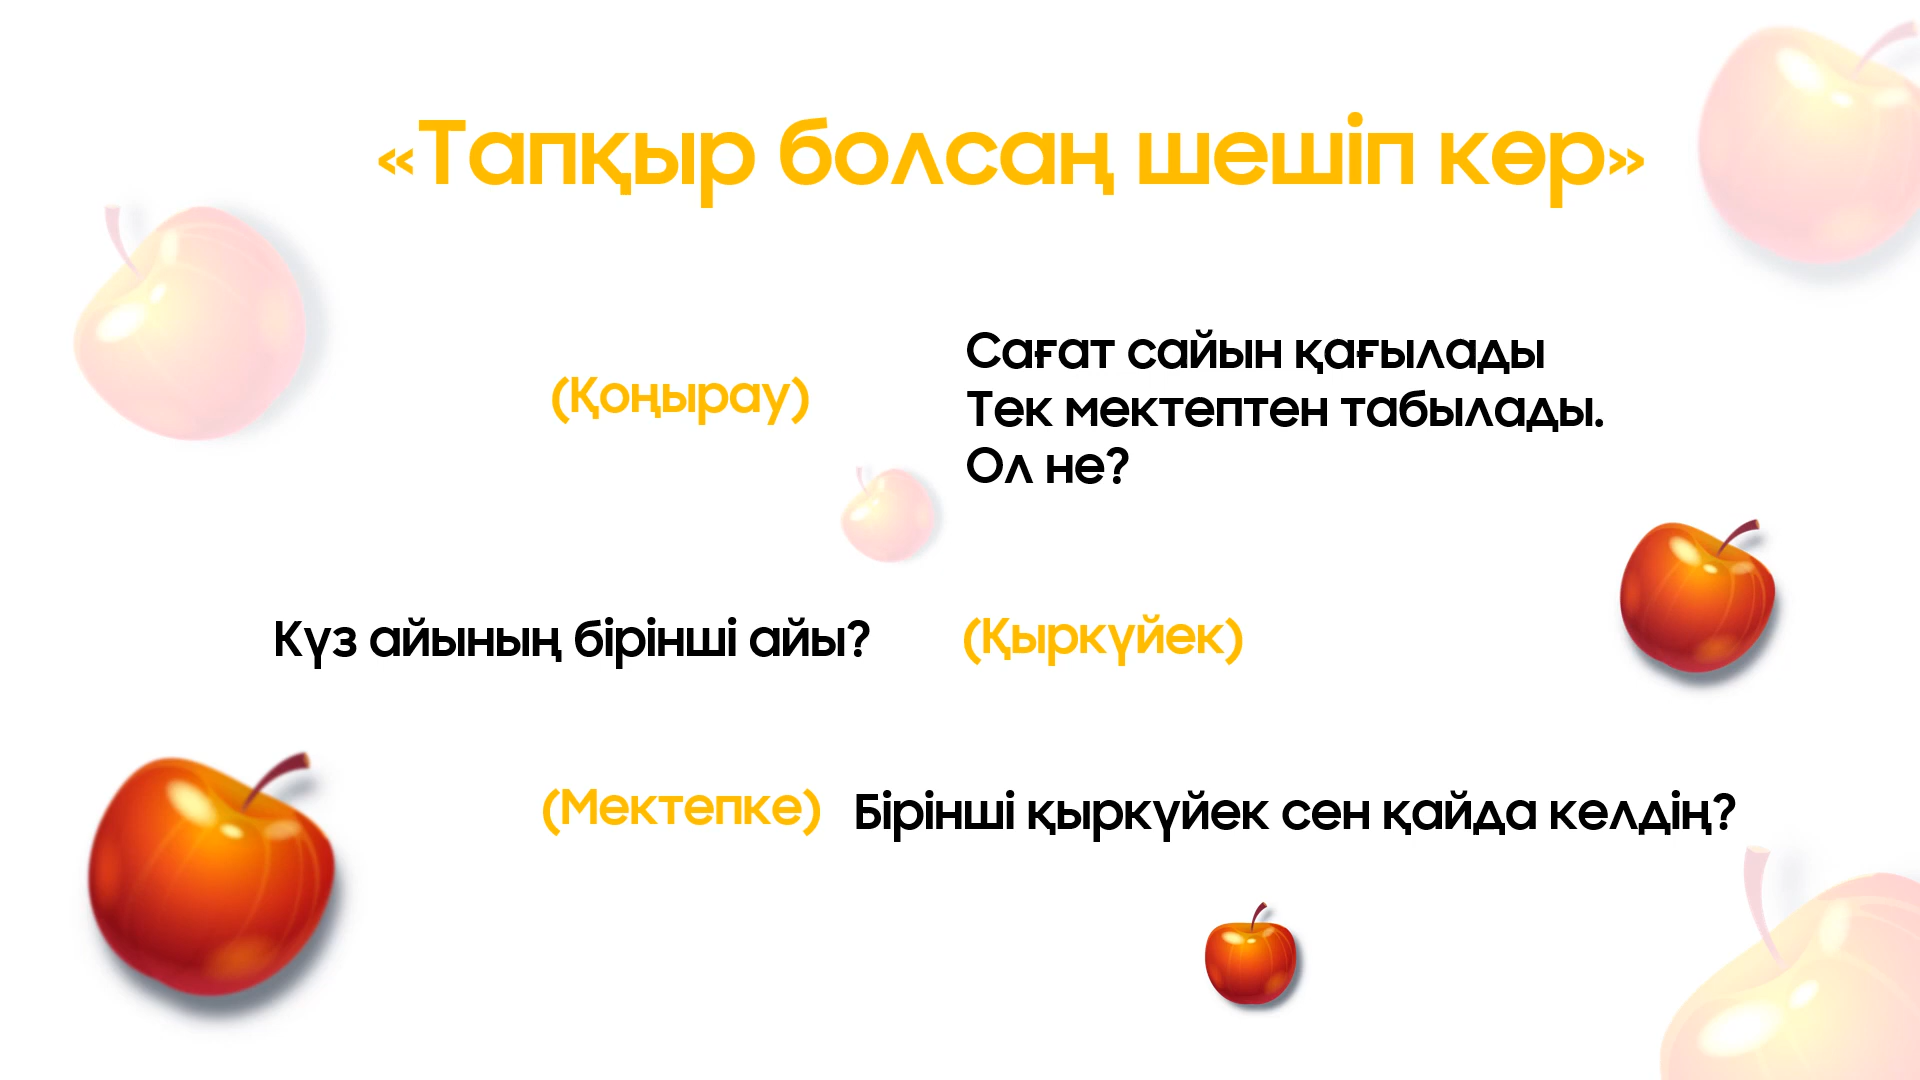 «Тапқыр болсаң шешіп көр»
(Қоңырау)
Сағат сайын қағылады
Тек мектептен табылады.
Ол не?
Күз айының бірінші айы?
(Қыркүйек)
(Мектепке)
Бірінші қыркүйек сен қайда келдің?